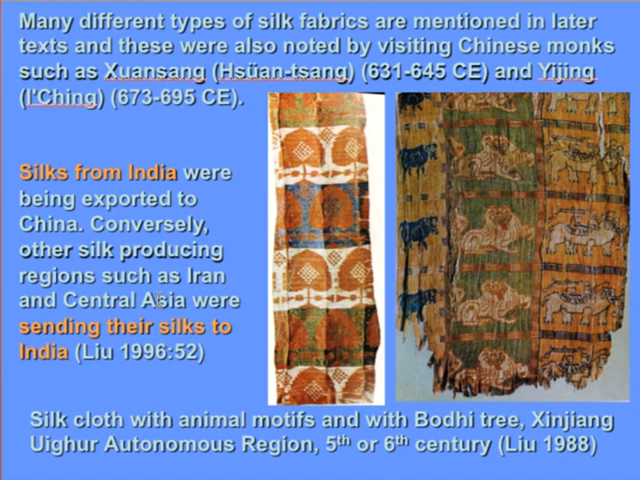 Many different types of silk fabrics are mentioned in later
texts and these were also noted by visiting Chinese monks
such as Xuansang (Hsüan-tsang) (631-645 CE) and Yijing
(I'Ching) (673-695 CE).
Silks from India were
being exported to
China. Conversely,
other silk producing
regions such as Iran
and Central Asia were
sending their silks to
India (Liu 1996:52)
Silk cloth with animal motifs and with Bodhi tree, Xinjiang
Uighur Autonomous Region, 5th or 6th century (Liu 1988)